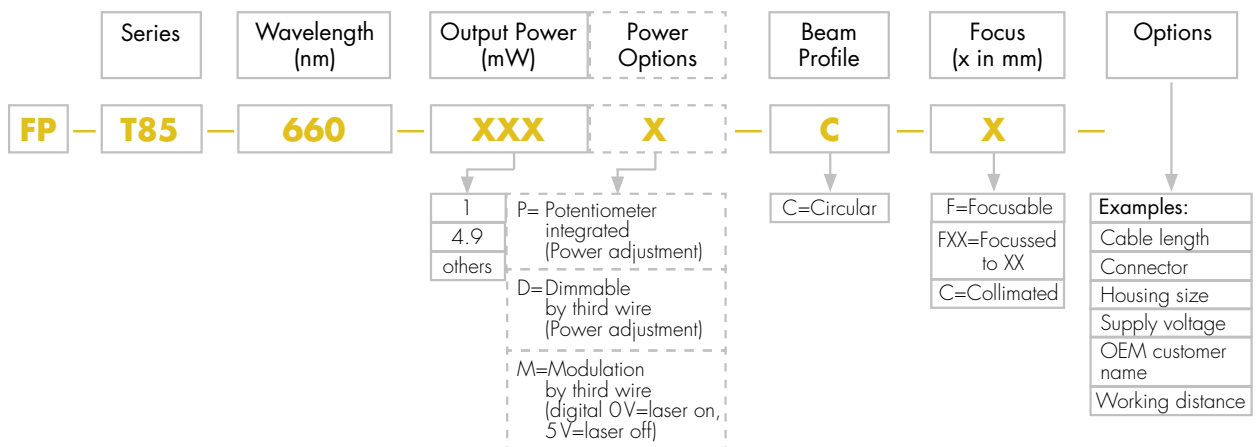 Series
Wavelength
(nm)
Output Power
(mW)
Power
Options
Beam
Profile
Focus
(x in mm)
Options
FP — T85 — 660 — XXX X — C — X —
1
4.9
others
P= Potentiometer
integrated
(Power adjustment)
D= Dimmable
by third wire
(Power adjustment)
M=Modulation
by third wire
(digital 0V=laser on,
5V=laser off)
C=Circular
F=Focusable
FXX=Focussed
to XX
C=Collimated
Examples:
Cable length
Connector
Housing size
Supply voltage
OEM customer
name
Working distance